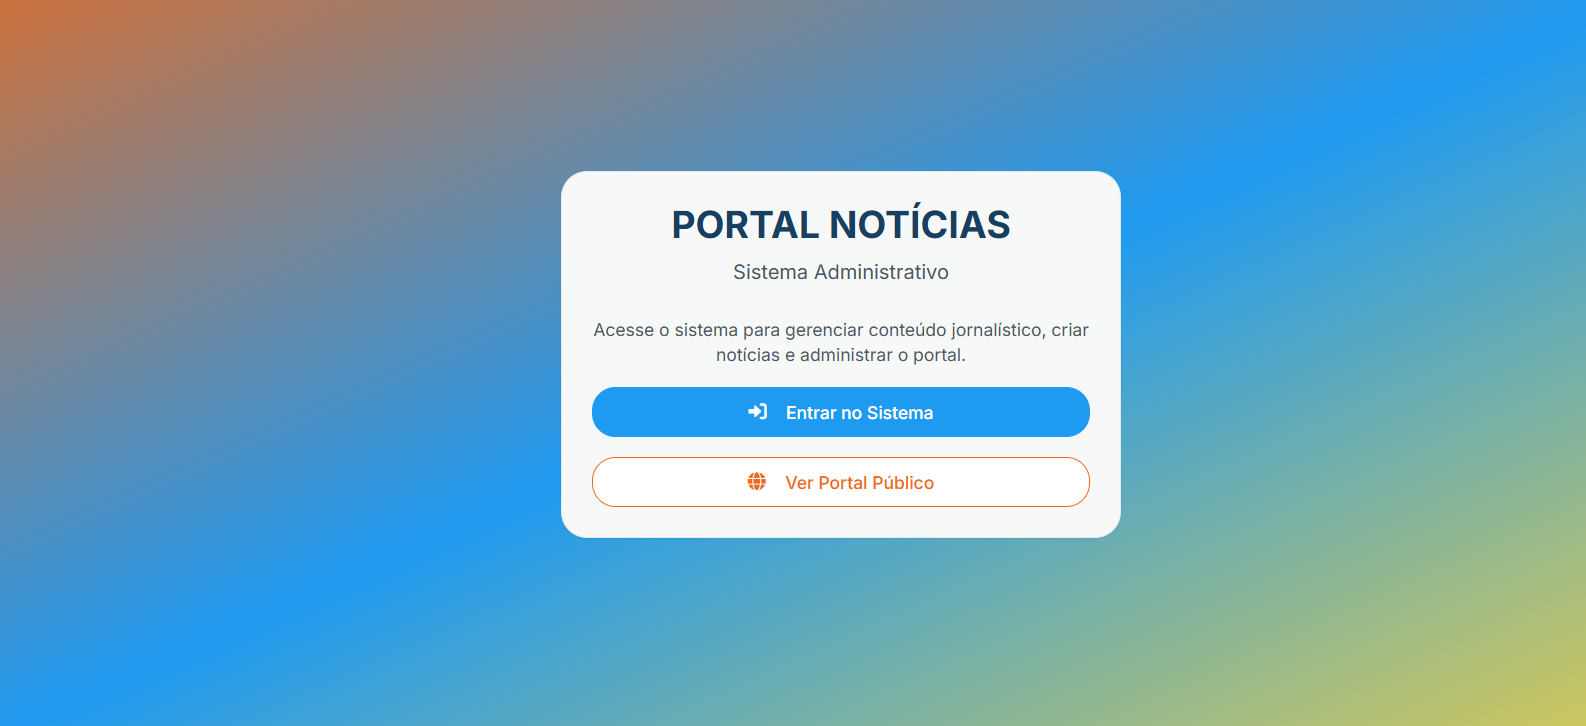 PORTAL NOTÍCIAS
Sistema Administrativo
Acesse o sistema para gerenciar conteúdo jornalístico, criar
notícias e administrar o portal.
Entrar no Sistema
Ver Portal Público